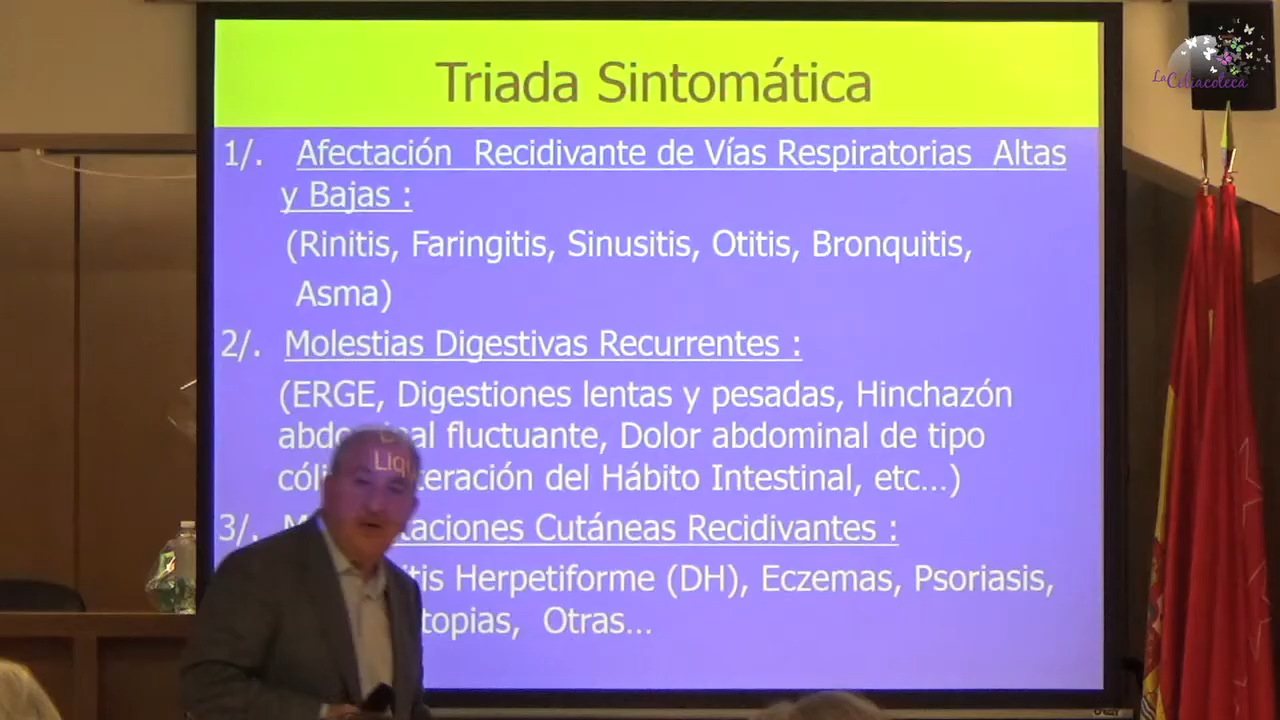 LaCeliacoteca
Triada Sintomática
1/. Afectación Recidivante de Vías Respiratorias Altas
y Bajas :
(Rinitis, Faringitis, Sinusitis, Otitis, Bronquitis,
Asma)
2/. Molestias Digestivas Recurrentes :
(ERGE, Digestiones lentas y pesadas, Hinchazón
fluctuante, Dolor abdominal de tipo
del Hábito Intestinal, etc...)
3/. Cutáneas Recidivantes :
Herpetiforme (DH), Eczemas, Psoriasis,
Otras...